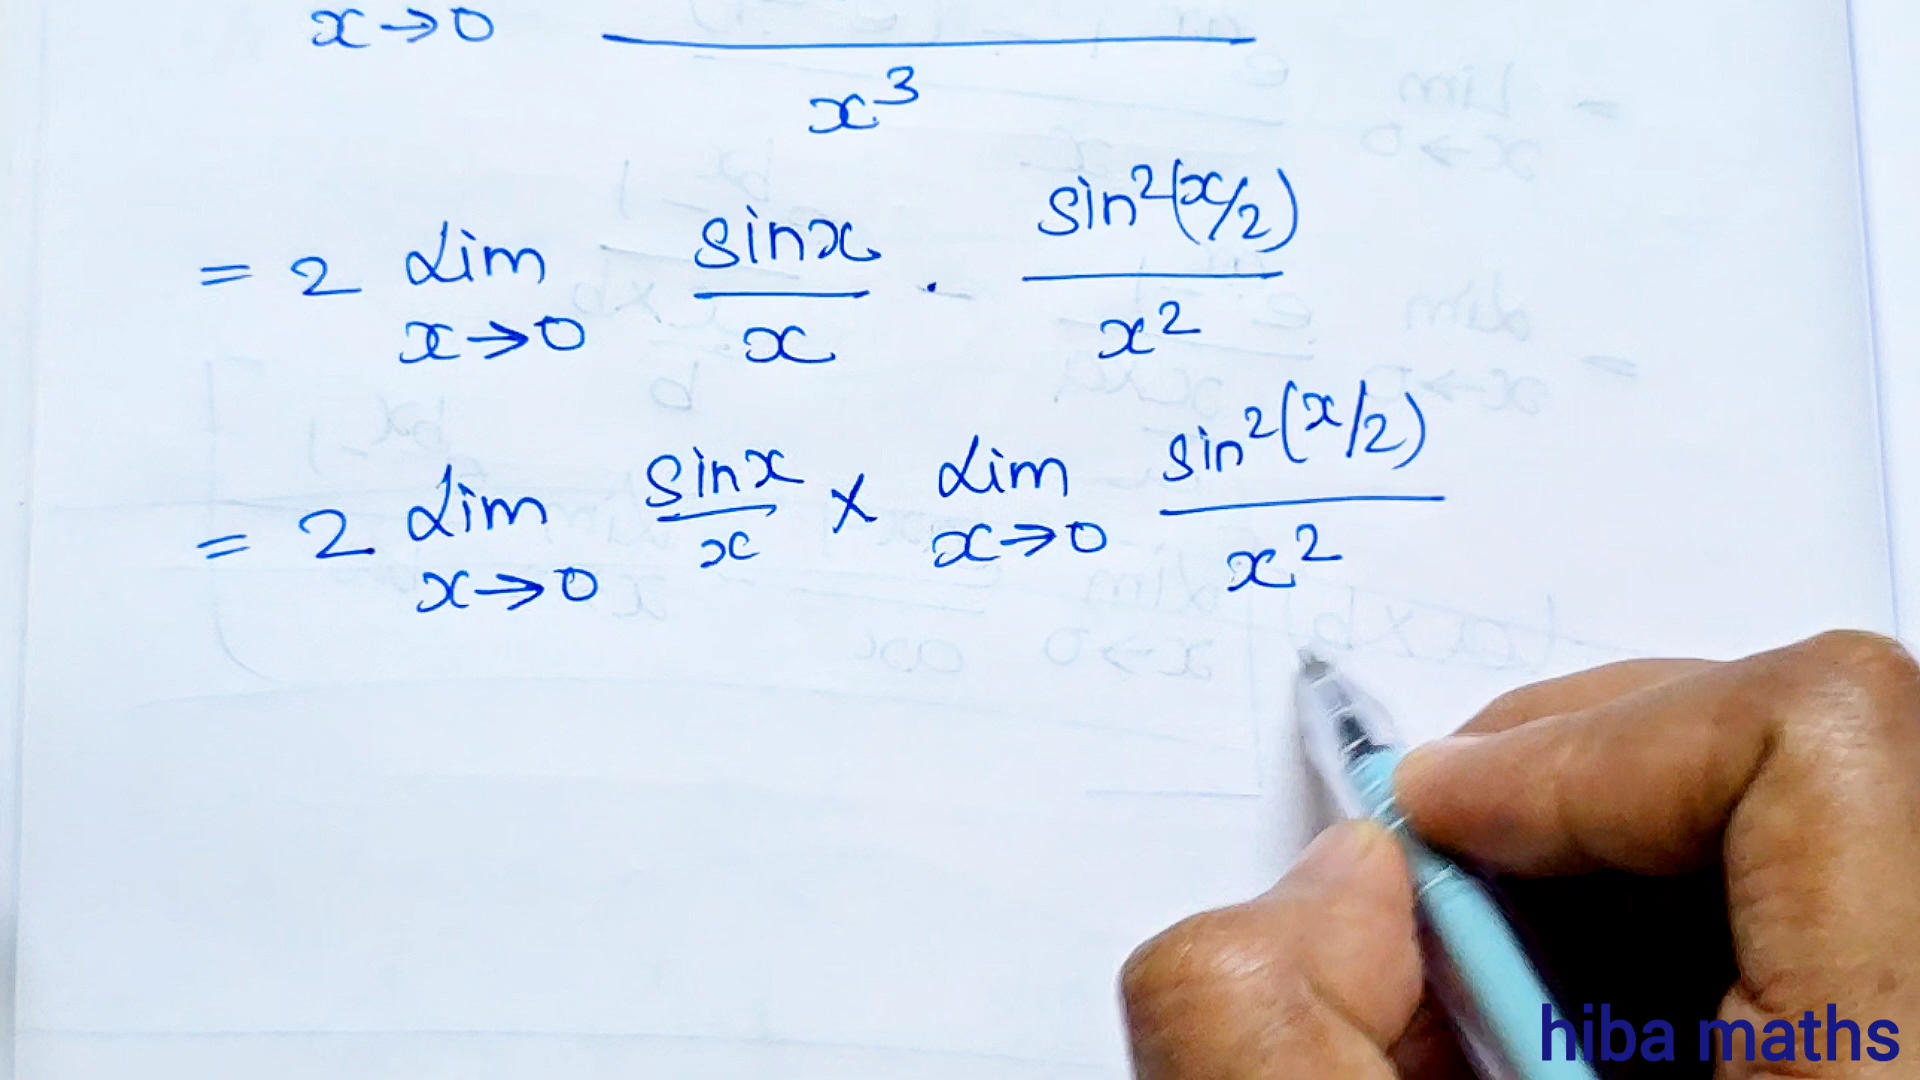 x→0 x³
= 2 Lim x→0 sinx/x . sin²(x/2)/x²
= 2 Lim x→0 sinx/x × Lim x→0 sin²(x/2)/x²
hiba maths